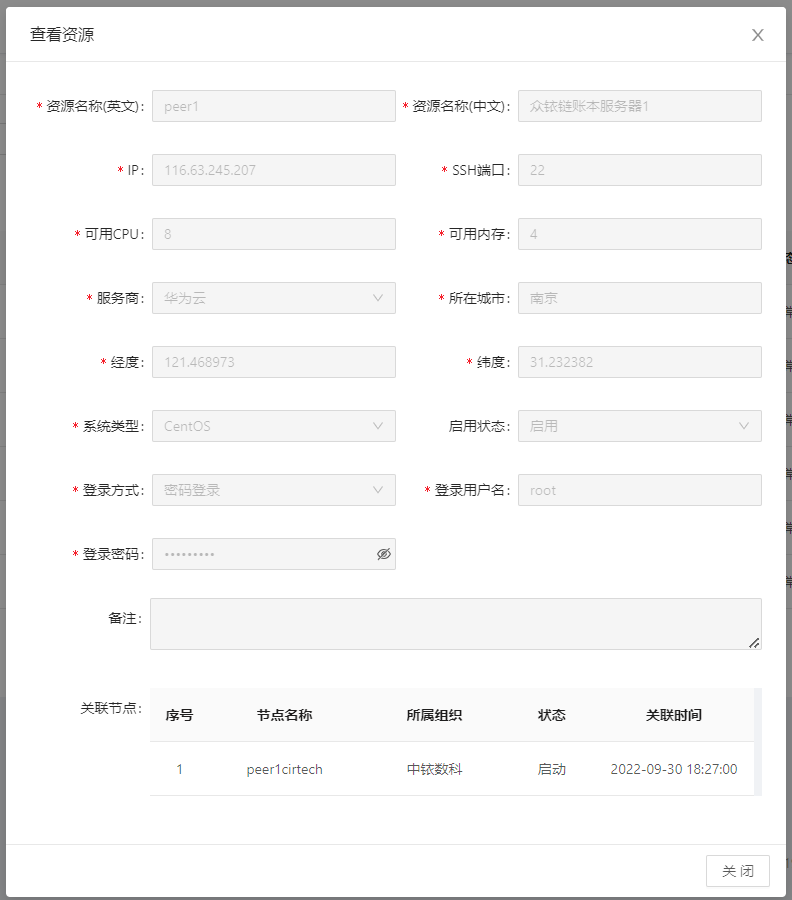 查看资源
* 资源名称(英文): peer1 * 资源名称(中文): 众铱链账本服务器1
* IP: 116.63.245.207 * SSH端口: 22
* 可用CPU: 8 * 可用内存: 4
* 服务商: 华为云 * 所在城市: 南京
* 经度: 121.468973 * 纬度: 31.232382
* 系统类型: CentOS 启用状态: 启用
* 登录方式: 密码登录 * 登录用户名: root
* 登录密码: •••••••••
备注:
关联节点: 序号 节点名称 所属组织 状态 关联时间
1 peer1cirtech 中铱数科 启动 2022-09-30 18:27:00
关 闭